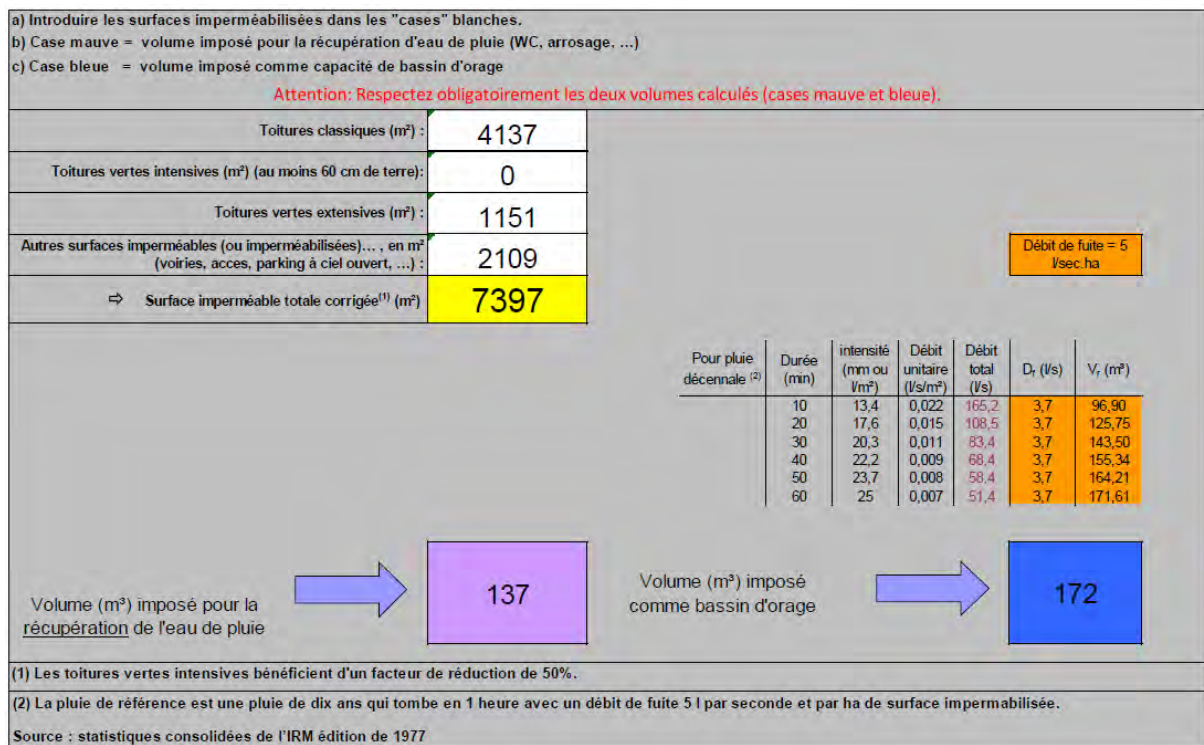 a) Introduire les surfaces imperméabilisées dans les "cases" blanches.
b) Case mauve = volume imposé pour la récupération d'eau de pluie (WC, arrosage, ...)
c) Case bleue = volume imposé comme capacité de bassin d'orage
Attention: Respectez obligatoirement les deux volumes calculés (cases mauve et bleue).
Toitures classiques (m²) : 4137
Toitures vertes intensives (m²) (au moins 60 cm de terre): 0
Toitures vertes extensives (m²) : 1151
Autres surfaces imperméables (ou imperméabilisées)... , en m²
(voiries, acces, parking à ciel ouvert, ...) : 2109
⇨ Surface imperméable totale corrigée(1) (m²) 7397
Débit de fuite = 5
l/sec.ha
Pour pluie
décennale (2)
Durée
(min)
intensité
(mm ou
l/m²)
Débit
unitaire
(l/s/m²)
Débit
total
(l/s)
Df (l/s)
Vr (m³)
10 13,4 0,022 165,2 3,7 96,90
20 17,6 0,015 108,5 3,7 125,75
30 20,3 0,011 83,4 3,7 143,50
40 22,2 0,009 68,4 3,7 155,34
50 23,7 0,008 58,4 3,7 164,21
60 25 0,007 51,4 3,7 171,61
Volume (m³) imposé pour la
récupération de l'eau de pluie
137
Volume (m³) imposé
comme bassin d'orage
172
(1) Les toitures vertes intensives bénéficient d'un facteur de réduction de 50%.
(2) La pluie de référence est une pluie de dix ans qui tombe en 1 heure avec un débit de fuite 5 l par seconde et par ha de surface impermabilisée.
Source : statistiques consolidées de l'IRM édition de 1977